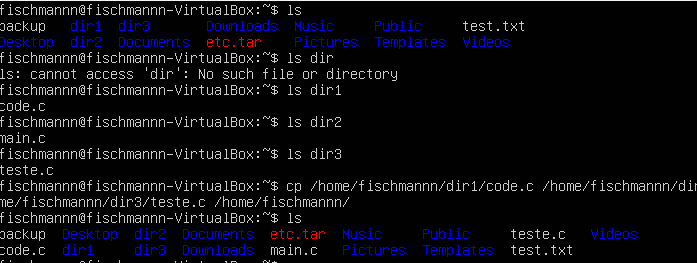 fischmannn@fischmannn-VirtualBox:~$ ls
backup dir1 dir3 Downloads Music Public test.txt
Desktop dir2 Documents etc.tar Pictures Templates Videos
fischmannn@fischmannn-VirtualBox:~$ ls dir
ls: cannot access 'dir': No such file or directory
fischmannn@fischmannn-VirtualBox:~$ ls dir1
code.c
fischmannn@fischmannn-VirtualBox:~$ ls dir2
main.c
fischmannn@fischmannn-VirtualBox:~$ ls dir3
teste.c
fischmannn@fischmannn-VirtualBox:~$ cp /home/fischmannn/dir1/code.c /home/fischmannn/dir
me/fischmannn/dir3/teste.c /home/fischmannn/
fischmannn@fischmannn-VirtualBox:~$ ls
backup Desktop dir2 Documents etc.tar Music Public teste.c Videos
code.c dir1 dir3 Downloads main.c Pictures Templates test.txt